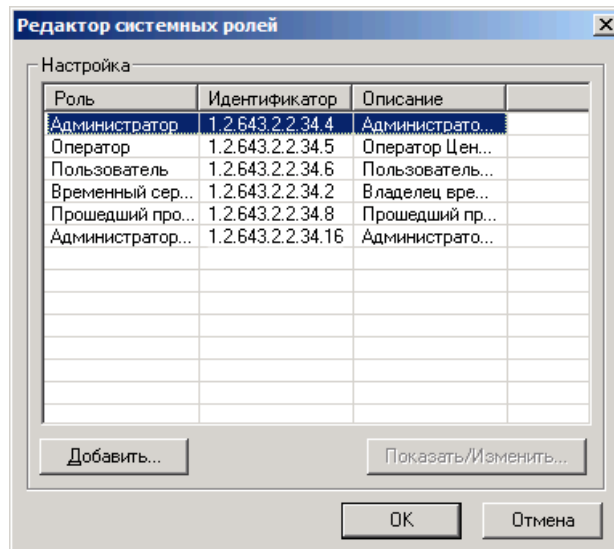 Редактор системных ролей
Настройка
Роль Идентификатор Описание
Администратор 1.2.643.2.2.34.4 Администрато...
Оператор 1.2.643.2.2.34.5 Оператор Цен...
Пользователь 1.2.643.2.2.34.6 Пользователь...
Временный сер... 1.2.643.2.2.34.2 Владелец вре...
Прошедший про... 1.2.643.2.2.34.8 Прошедший пр...
Администратор... 1.2.643.2.2.34.16 Администрато...
Добавить... Показать/Изменить...
OK Отмена